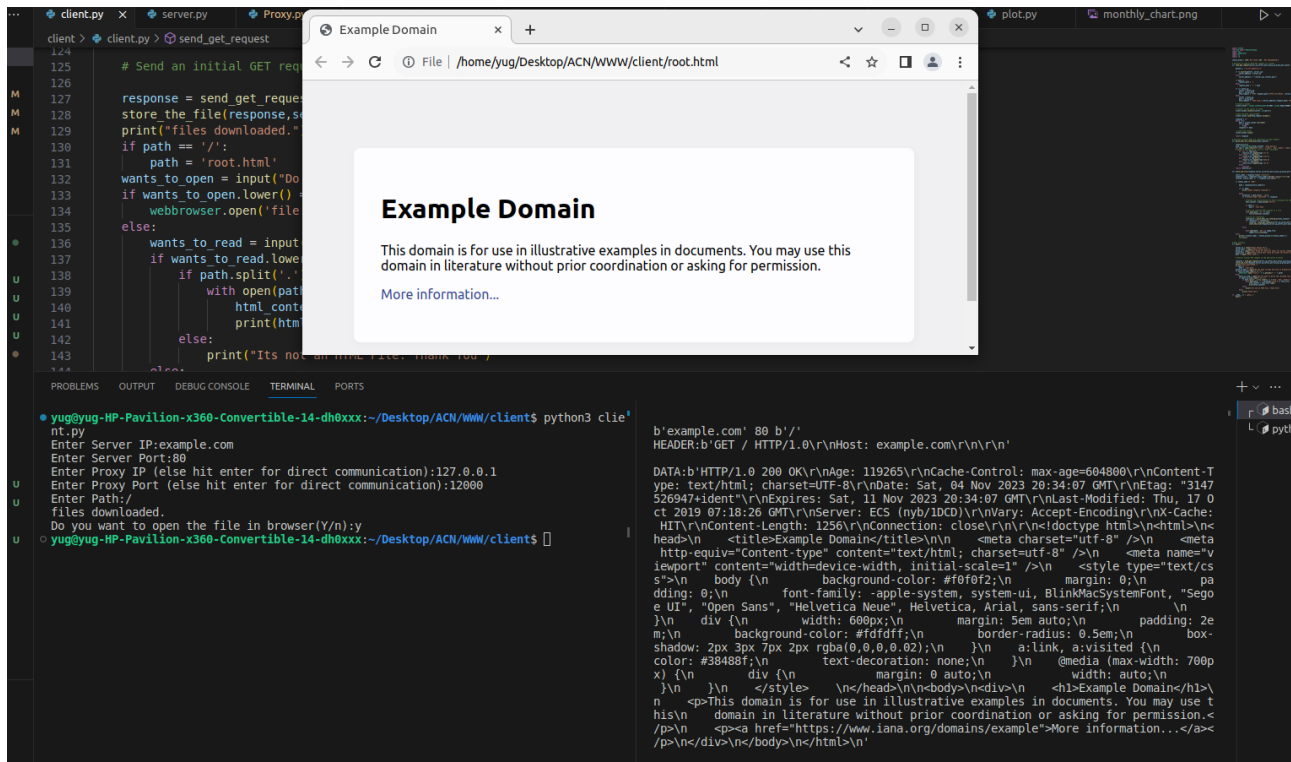 client.py
server.py
Proxy.py
plot.py
monthly_chart.png
client > client.py > send_get_request
Example Domain
File /home/yug/Desktop/ACN/WWW/client/root.html
124
125 # Send an initial GET requ
126
127 response = send_get_reques
128 store_the_file(response,se
129 print("files downloaded."
130 if path == '/':
131 path = 'root.html'
132 wants_to_open = input("Do
133 if wants_to_open.lower() =
134 webbrowser.open('file
135 else:
136 wants_to_read = input
137 if wants_to_read.lower
138 if path.split('.'
139 with open(path
140 html_conte
141 print(html
142 else:
143 print("Its not an HTML file. Thank You")
144 else:
M
M
M
U
U
U
U
U
U
U
Example Domain
This domain is for use in illustrative examples in documents. You may use this
domain in literature without prior coordination or asking for permission.
More information...
PROBLEMS OUTPUT DEBUG CONSOLE TERMINAL PORTS
yug@yug-HP-Pavilion-x360-Convertible-14-dh0xxx:~/Desktop/ACN/WWW/client$ python3 clie
nt.py
Enter Server IP:example.com
Enter Server Port:80
Enter Proxy IP (else hit enter for direct communication):127.0.0.1
Enter Proxy Port (else hit enter for direct communication):12000
Enter Path:/
files downloaded.
Do you want to open the file in browser(Y/n):y
yug@yug-HP-Pavilion-x360-Convertible-14-dh0xxx:~/Desktop/ACN/WWW/client$
b'example.com' 80 b'/'
HEADER:b'GET / HTTP/1.0\r\nHost: example.com\r\n\r\n'
DATA:b'HTTP/1.0 200 OK\r\nAge: 119265\r\nCache-Control: max-age=604800\r\nContent-T
ype: text/html; charset=UTF-8\r\nDate: Sat, 04 Nov 2023 20:34:07 GMT\r\nEtag: "3147
526947+ident"\r\nExpires: Sat, 11 Nov 2023 20:34:07 GMT\r\nLast-Modified: Thu, 17 O
ct 2019 07:18:26 GMT\r\nServer: ECS (nyb/1DCD)\r\nVary: Accept-Encoding\r\nX-Cache:
HIT\r\nContent-Length: 1256\r\nConnection: close\r\n\r\n<!doctype html>\n<html>\n<
head>\n    <title>Example Domain</title>\n\n    <meta charset="utf-8" />\n    <meta
http-equiv="Content-type" content="text/html; charset=utf-8" />\n    <meta name="v
iewport" content="width=device-width, initial-scale=1" />\n    <style type="text/cs
s">\n    body {\n        background-color: #f0f0f2;\n        margin: 0;\n        pa
dding: 0;\n        font-family: -apple-system, system-ui, BlinkMacSystemFont, "Sego
e UI", "Open Sans", "Helvetica Neue", Helvetica, Arial, sans-serif;\n        \n
}\n    div {\n        width: 600px;\n        margin: 5em auto;\n        padding: 2e
m;\n        background-color: #fdfdff;\n        border-radius: 0.5em;\n        box-
shadow: 2px 3px 7px 2px rgba(0,0,0,0.02);\n    }\n    a:link, a:visited {\n
color: #38488f;\n        text-decoration: none;\n    }\n    @media (max-width: 700p
x) {\n        div {\n            margin: 0 auto;\n            width: auto;\n
}\n    }\n    </style>    \n</head>\n\n<body>\n<div>\n    <h1>Example Domain</h1>\
n    <p>This domain is for use in illustrative examples in documents. You may use t
his\n    domain in literature without prior coordination or asking for permission.<
/p>\n    <p><a href="https://www.iana.org/domains/example">More information...</a><
/p>\n</div>\n</body>\n</html>\n'
bas
pyth